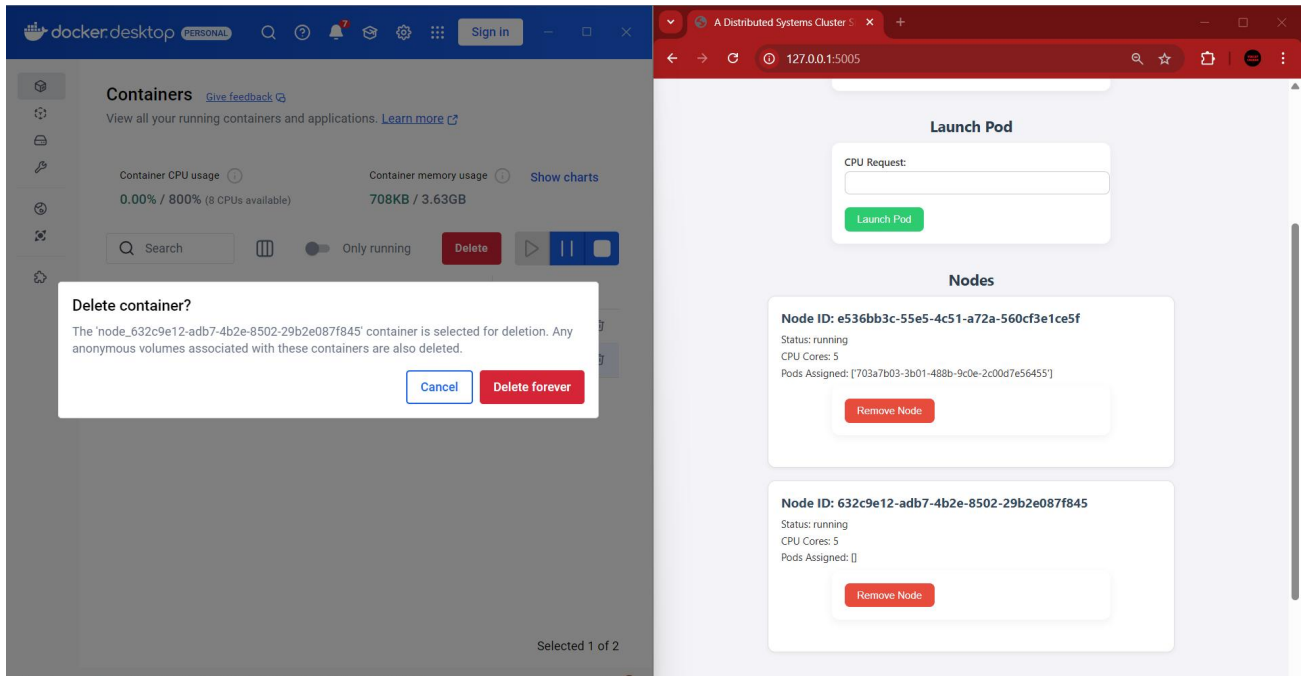 docker.desktop PERSONAL
7
Sign in
Containers Give feedback
View all your running containers and applications. Learn more
Container CPU usage
Container memory usage
Show charts
0.00% / 800% (8 CPUs available)
708KB / 3.63GB
Search
Only running
Delete
Delete container?
The 'node_632c9e12-adb7-4b2e-8502-29b2e087f845' container is selected for deletion. Any
anonymous volumes associated with these containers are also deleted.
Cancel
Delete forever
Selected 1 of 2
A Distributed Systems Cluster S
127.0.0.1:5005
Launch Pod
CPU Request:
Launch Pod
Nodes
Node ID: e536bb3c-55e5-4c51-a72a-560cf3e1ce5f
Status: running
CPU Cores: 5
Pods Assigned: ['703a7b03-3b01-488b-9c0e-2c00d7e56455']
Remove Node
Node ID: 632c9e12-adb7-4b2e-8502-29b2e087f845
Status: running
CPU Cores: 5
Pods Assigned: []
Remove Node